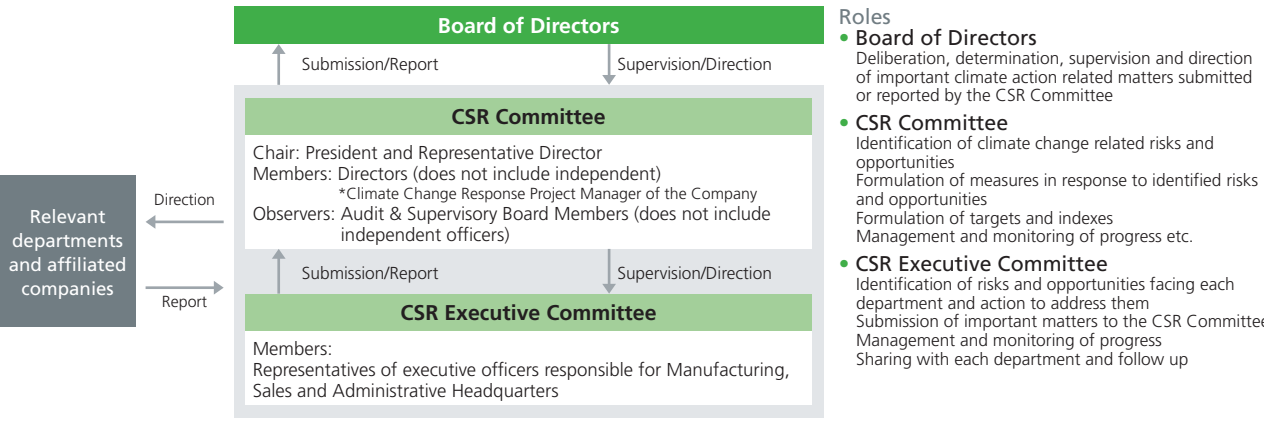 Board of Directors
Submission/Report
Supervision/Direction
CSR Committee
Chair: President and Representative Director
Members: Directors (does not include independent)
*Climate Change Response Project Manager of the Company
Observers: Audit & Supervisory Board Members (does not include
independent officers)
Submission/Report
Supervision/Direction
CSR Executive Committee
Members:
Representatives of executive officers responsible for Manufacturing,
Sales and Administrative Headquarters
Relevant
departments
and affiliated
companies
Direction
Report
Roles
• Board of Directors
Deliberation, determination, supervision and direction
of important climate action related matters submitted
or reported by the CSR Committee
• CSR Committee
Identification of climate change related risks and
opportunities
Formulation of measures in response to identified risks
and opportunities
Formulation of targets and indexes
Management and monitoring of progress etc.
• CSR Executive Committee
Identification of risks and opportunities facing each
department and action to address them
Submission of important matters to the CSR Committee
Management and monitoring of progress
Sharing with each department and follow up